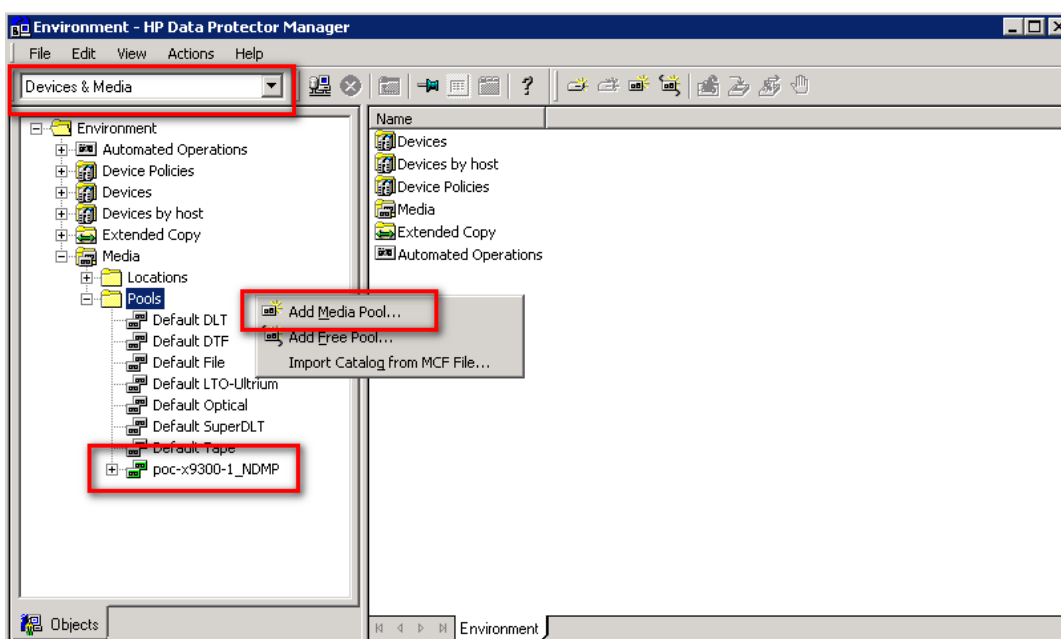 Environment - HP Data Protector Manager
File Edit View Actions Help
Devices & Media
Environment
Automated Operations
Device Policies
Devices
Devices by host
Extended Copy
Media
Locations
Pools
Default DLT
Default DTF
Default File
Default LTO-Ultrium
Default Optical
Default SuperDLT
Default Tape
poc-x9300-1_NDMP
Add Media Pool...
Add Free Pool...
Import Catalog from MCF File...
Name
Devices
Devices by host
Device Policies
Media
Extended Copy
Automated Operations
Objects
Environment